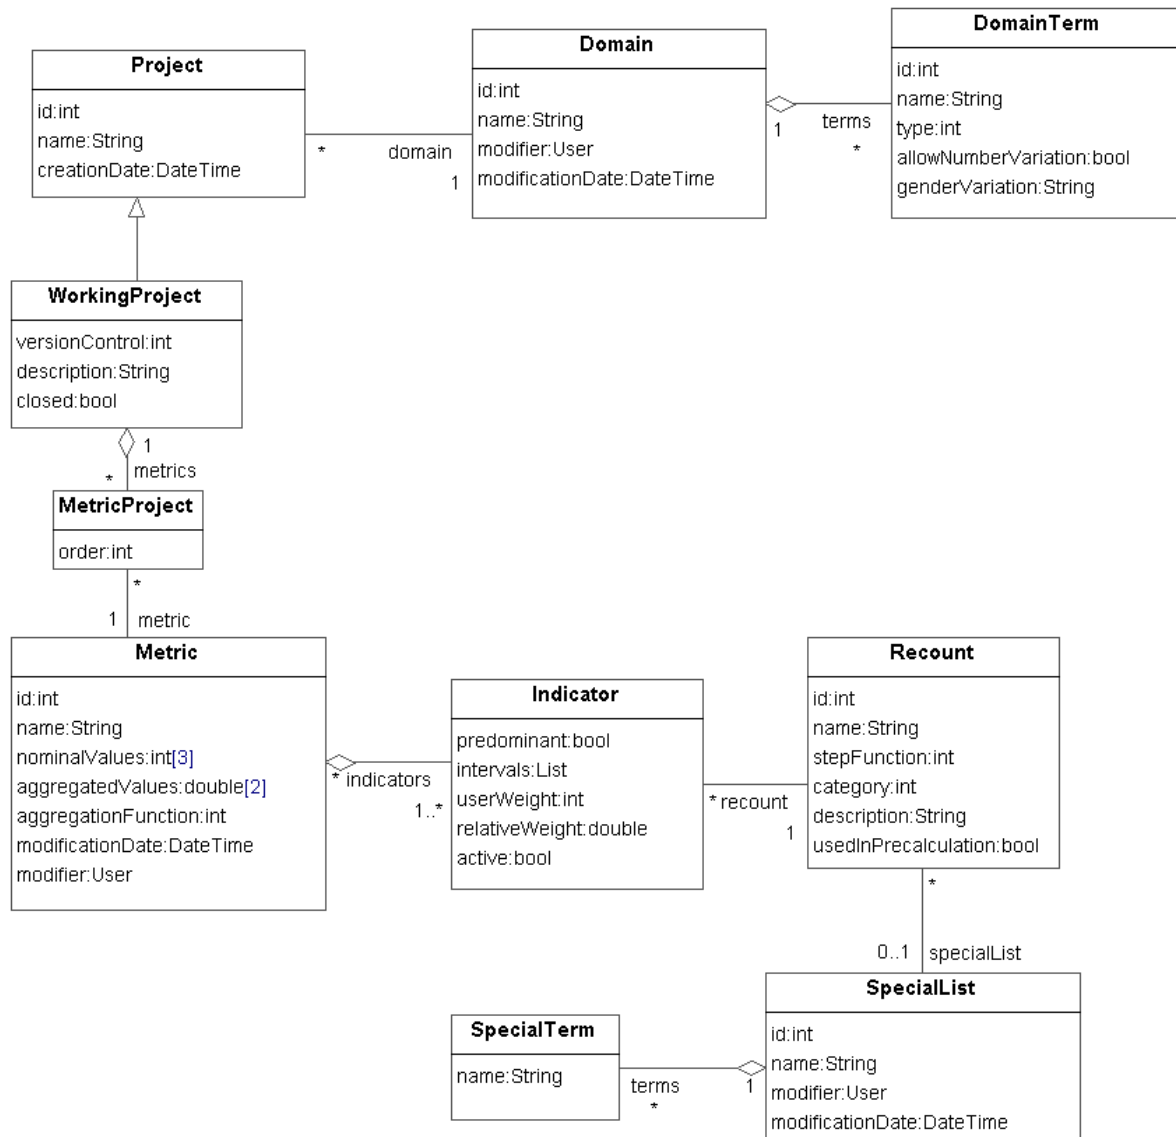 Project
id:int
name:String
creationDate:DateTime
*
domain
1
Domain
id:int
name:String
modifier:User
modificationDate:DateTime
1
terms
*
DomainTerm
id:int
name:String
type:int
allowNumberVariation:bool
genderVariation:String
WorkingProject
versionControl:int
description:String
closed:bool
1
metrics
*
MetricProject
order:int
*
1 metric
Metric
id:int
name:String
nominalValues:int[3]
aggregatedValues:double[2]
aggregationFunction:int
modificationDate:DateTime
modifier:User
* indicators
1..*
Indicator
predominant:bool
intervals:List
userWeight:int
relativeWeight:double
active:bool
* recount
1
Recount
id:int
name:String
stepFunction:int
category:int
description:String
usedInPrecalculation:bool
*
0..1 specialList
SpecialList
id:int
name:String
modifier:User
modificationDate:DateTime
1
terms
*
SpecialTerm
name:String